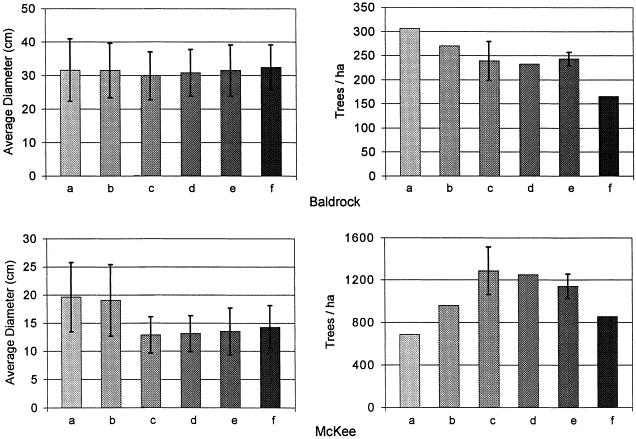 50
40
30
20
10
0
Average Diameter (cm)
a b c d e f
350
300
250
200
150
100
50
0
Trees / ha
a b c d e f
Baldrock
30
25
20
15
10
5
0
Average Diameter (cm)
a b c d e f
1600
1200
800
400
0
Trees / ha
a b c d e f
McKee